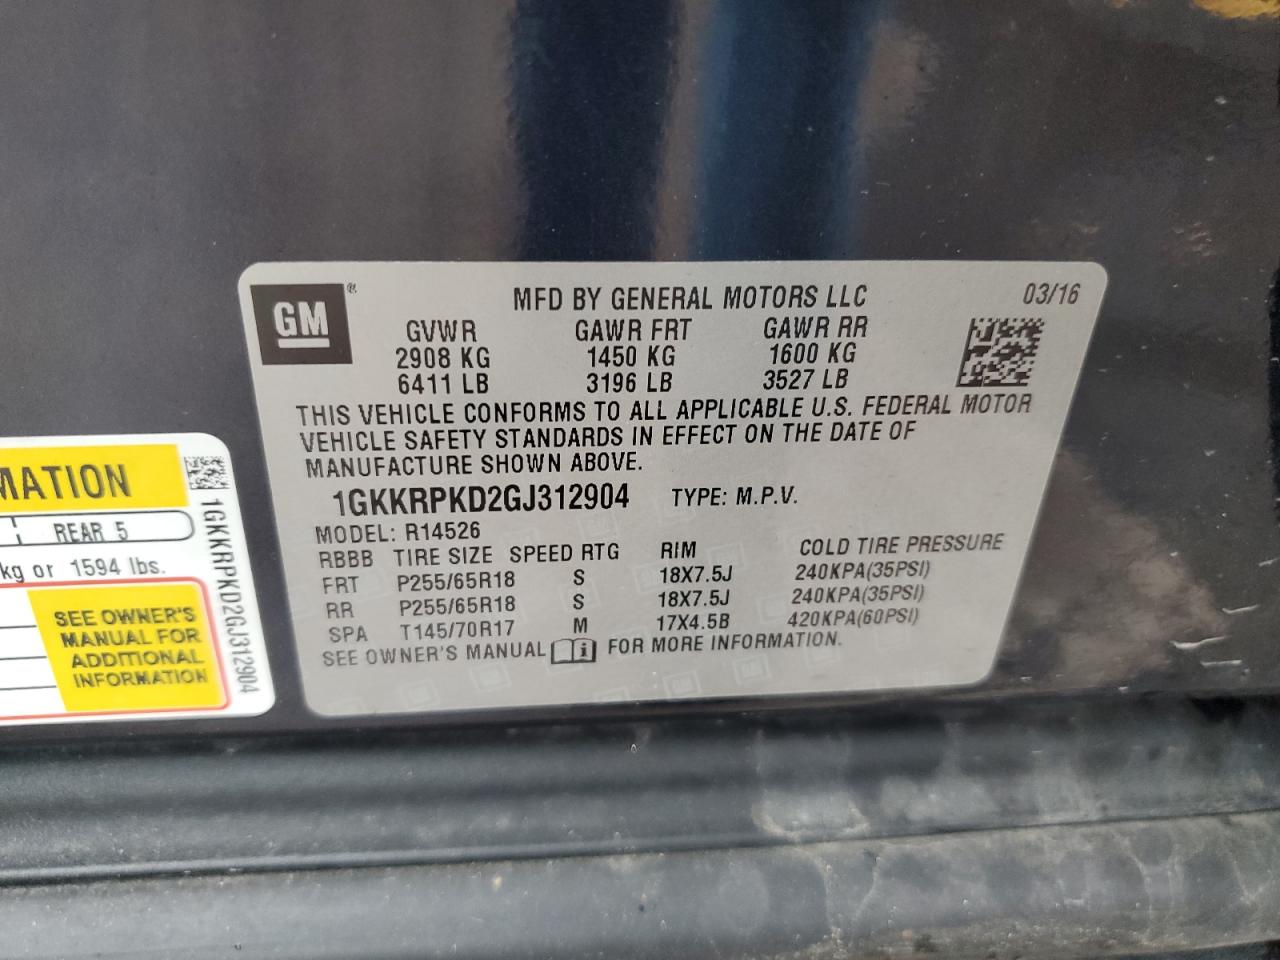 GM®
MFD BY GENERAL MOTORS LLC 03/16
GVWR GAWR FRT GAWR RR
2908 KG 1450 KG 1600 KG
6411 LB 3196 LB 3527 LB
THIS VEHICLE CONFORMS TO ALL APPLICABLE U.S. FEDERAL MOTOR
VEHICLE SAFETY STANDARDS IN EFFECT ON THE DATE OF
MANUFACTURE SHOWN ABOVE.
1GKKRPKD2GJ312904 TYPE: M.P.V.
MODEL: R14526
RBBB TIRE SIZE SPEED RTG RIM COLD TIRE PRESSURE
FRT P255/65R18 S 18X7.5J 240KPA(35PSI)
RR P255/65R18 S 18X7.5J 240KPA(35PSI)
SPA T145/70R17 M 17X4.5B 420KPA(60PSI)
SEE OWNER'S MANUAL i FOR MORE INFORMATION.
MATION
REAR 5
kg or 1594 lbs.
SEE OWNER'S
MANUAL FOR
ADDITIONAL
INFORMATION
1GKKRPKD2GJ312904